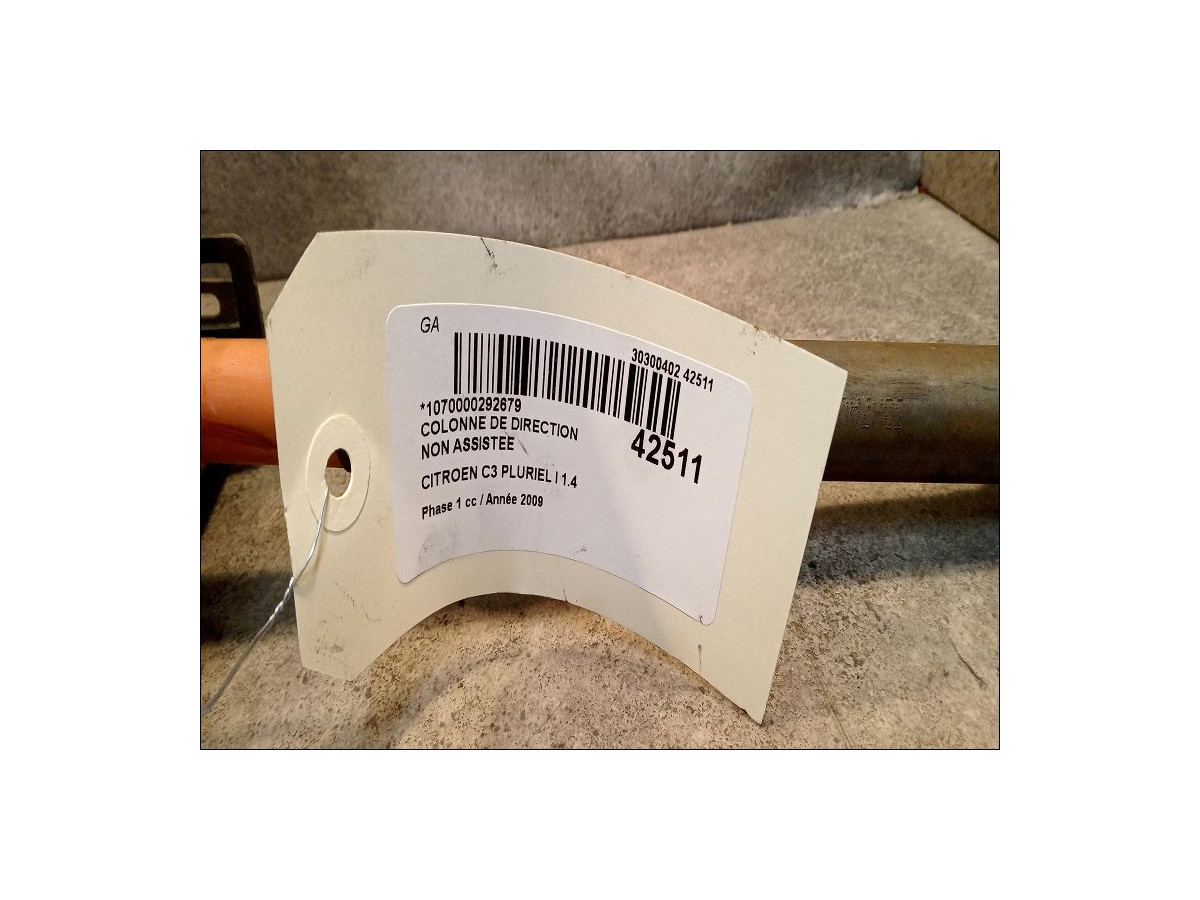 GA
30300402 42511
*1070000292679
COLONNE DE DIRECTION
NON ASSISTEE
42511
CITROEN C3 PLURIEL I 1.4
Phase 1 cc / Année 2009